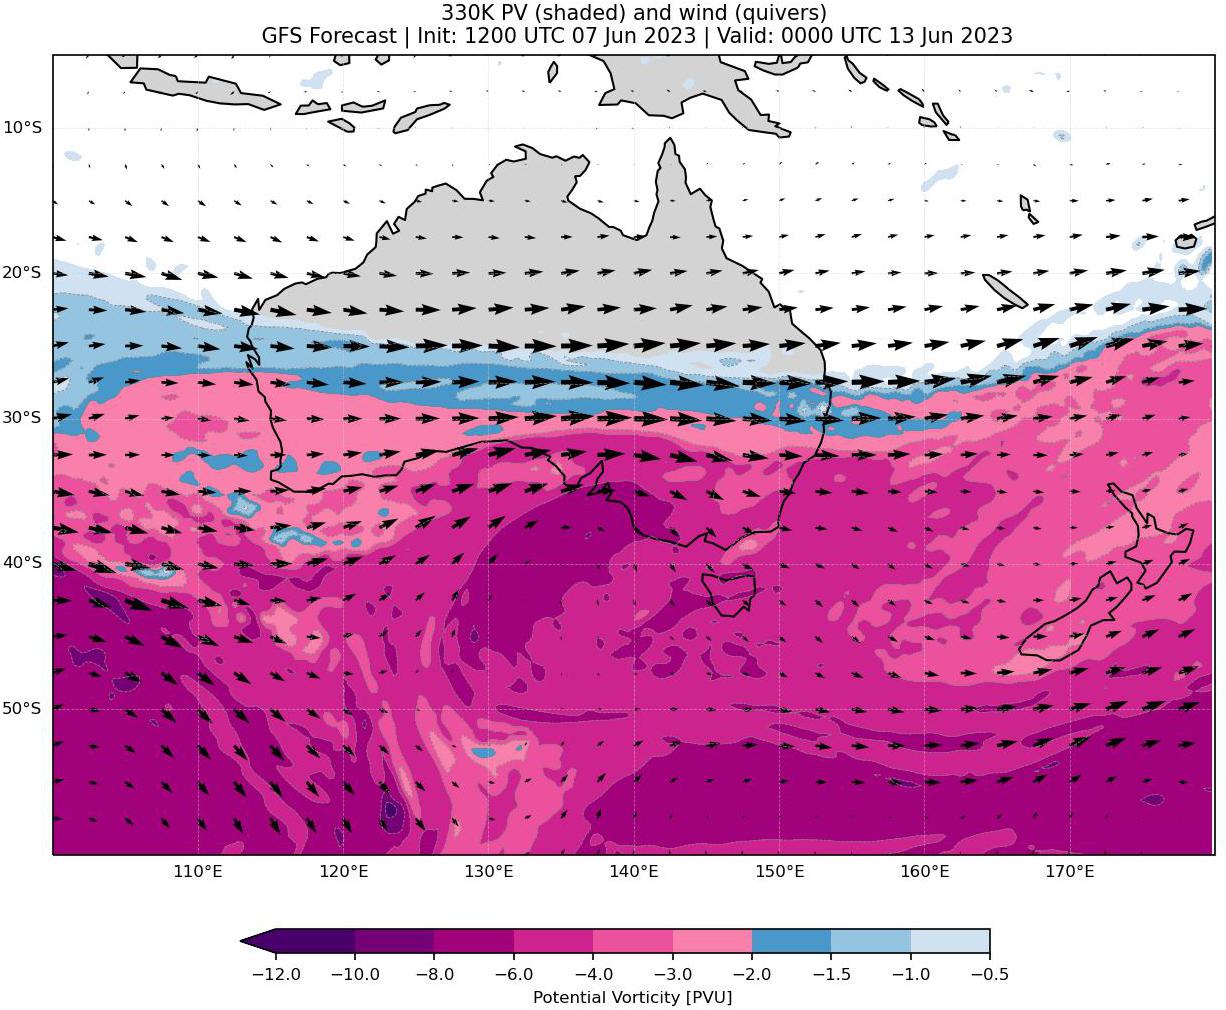 330K PV (shaded) and wind (quivers)
GFS Forecast | Init: 1200 UTC 07 Jun 2023 | Valid: 0000 UTC 13 Jun 2023
10°S
20°S
30°S
40°S
50°S
110°E 120°E 130°E 140°E 150°E 160°E 170°E
−12.0 −10.0 −8.0 −6.0 −4.0 −3.0 −2.0 −1.5 −1.0 −0.5
Potential Vorticity [PVU]